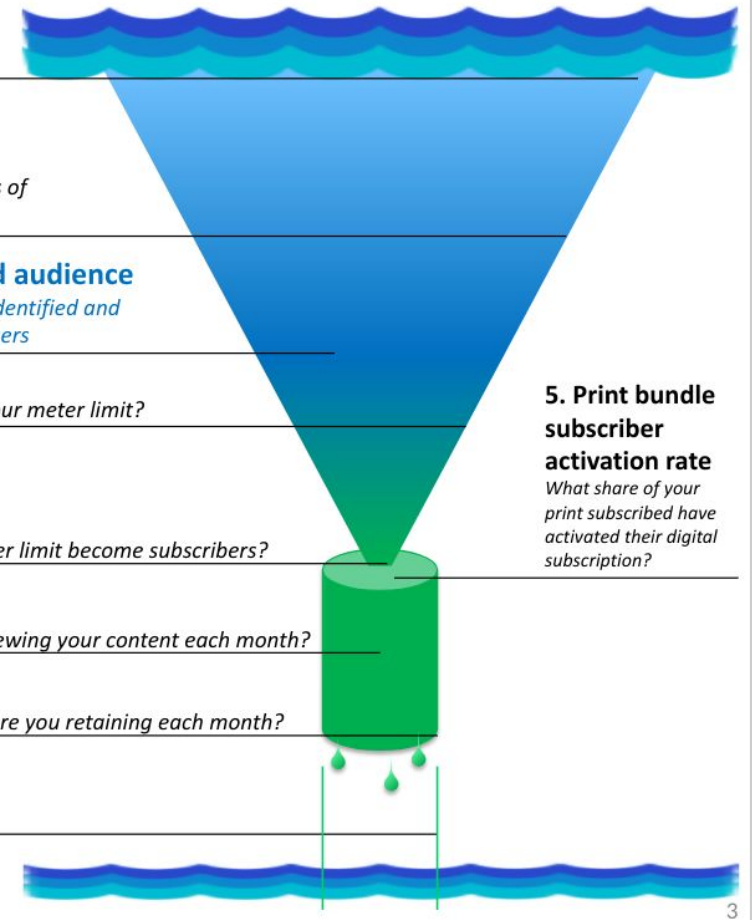 s of
d audience
dentified and
ers
ur meter limit?
5. Print bundle
subscriber
activation rate
What share of your
print subscribed have
activated their digital
subscription?
er limit become subscribers?
ewing your content each month?
re you retaining each month?
3